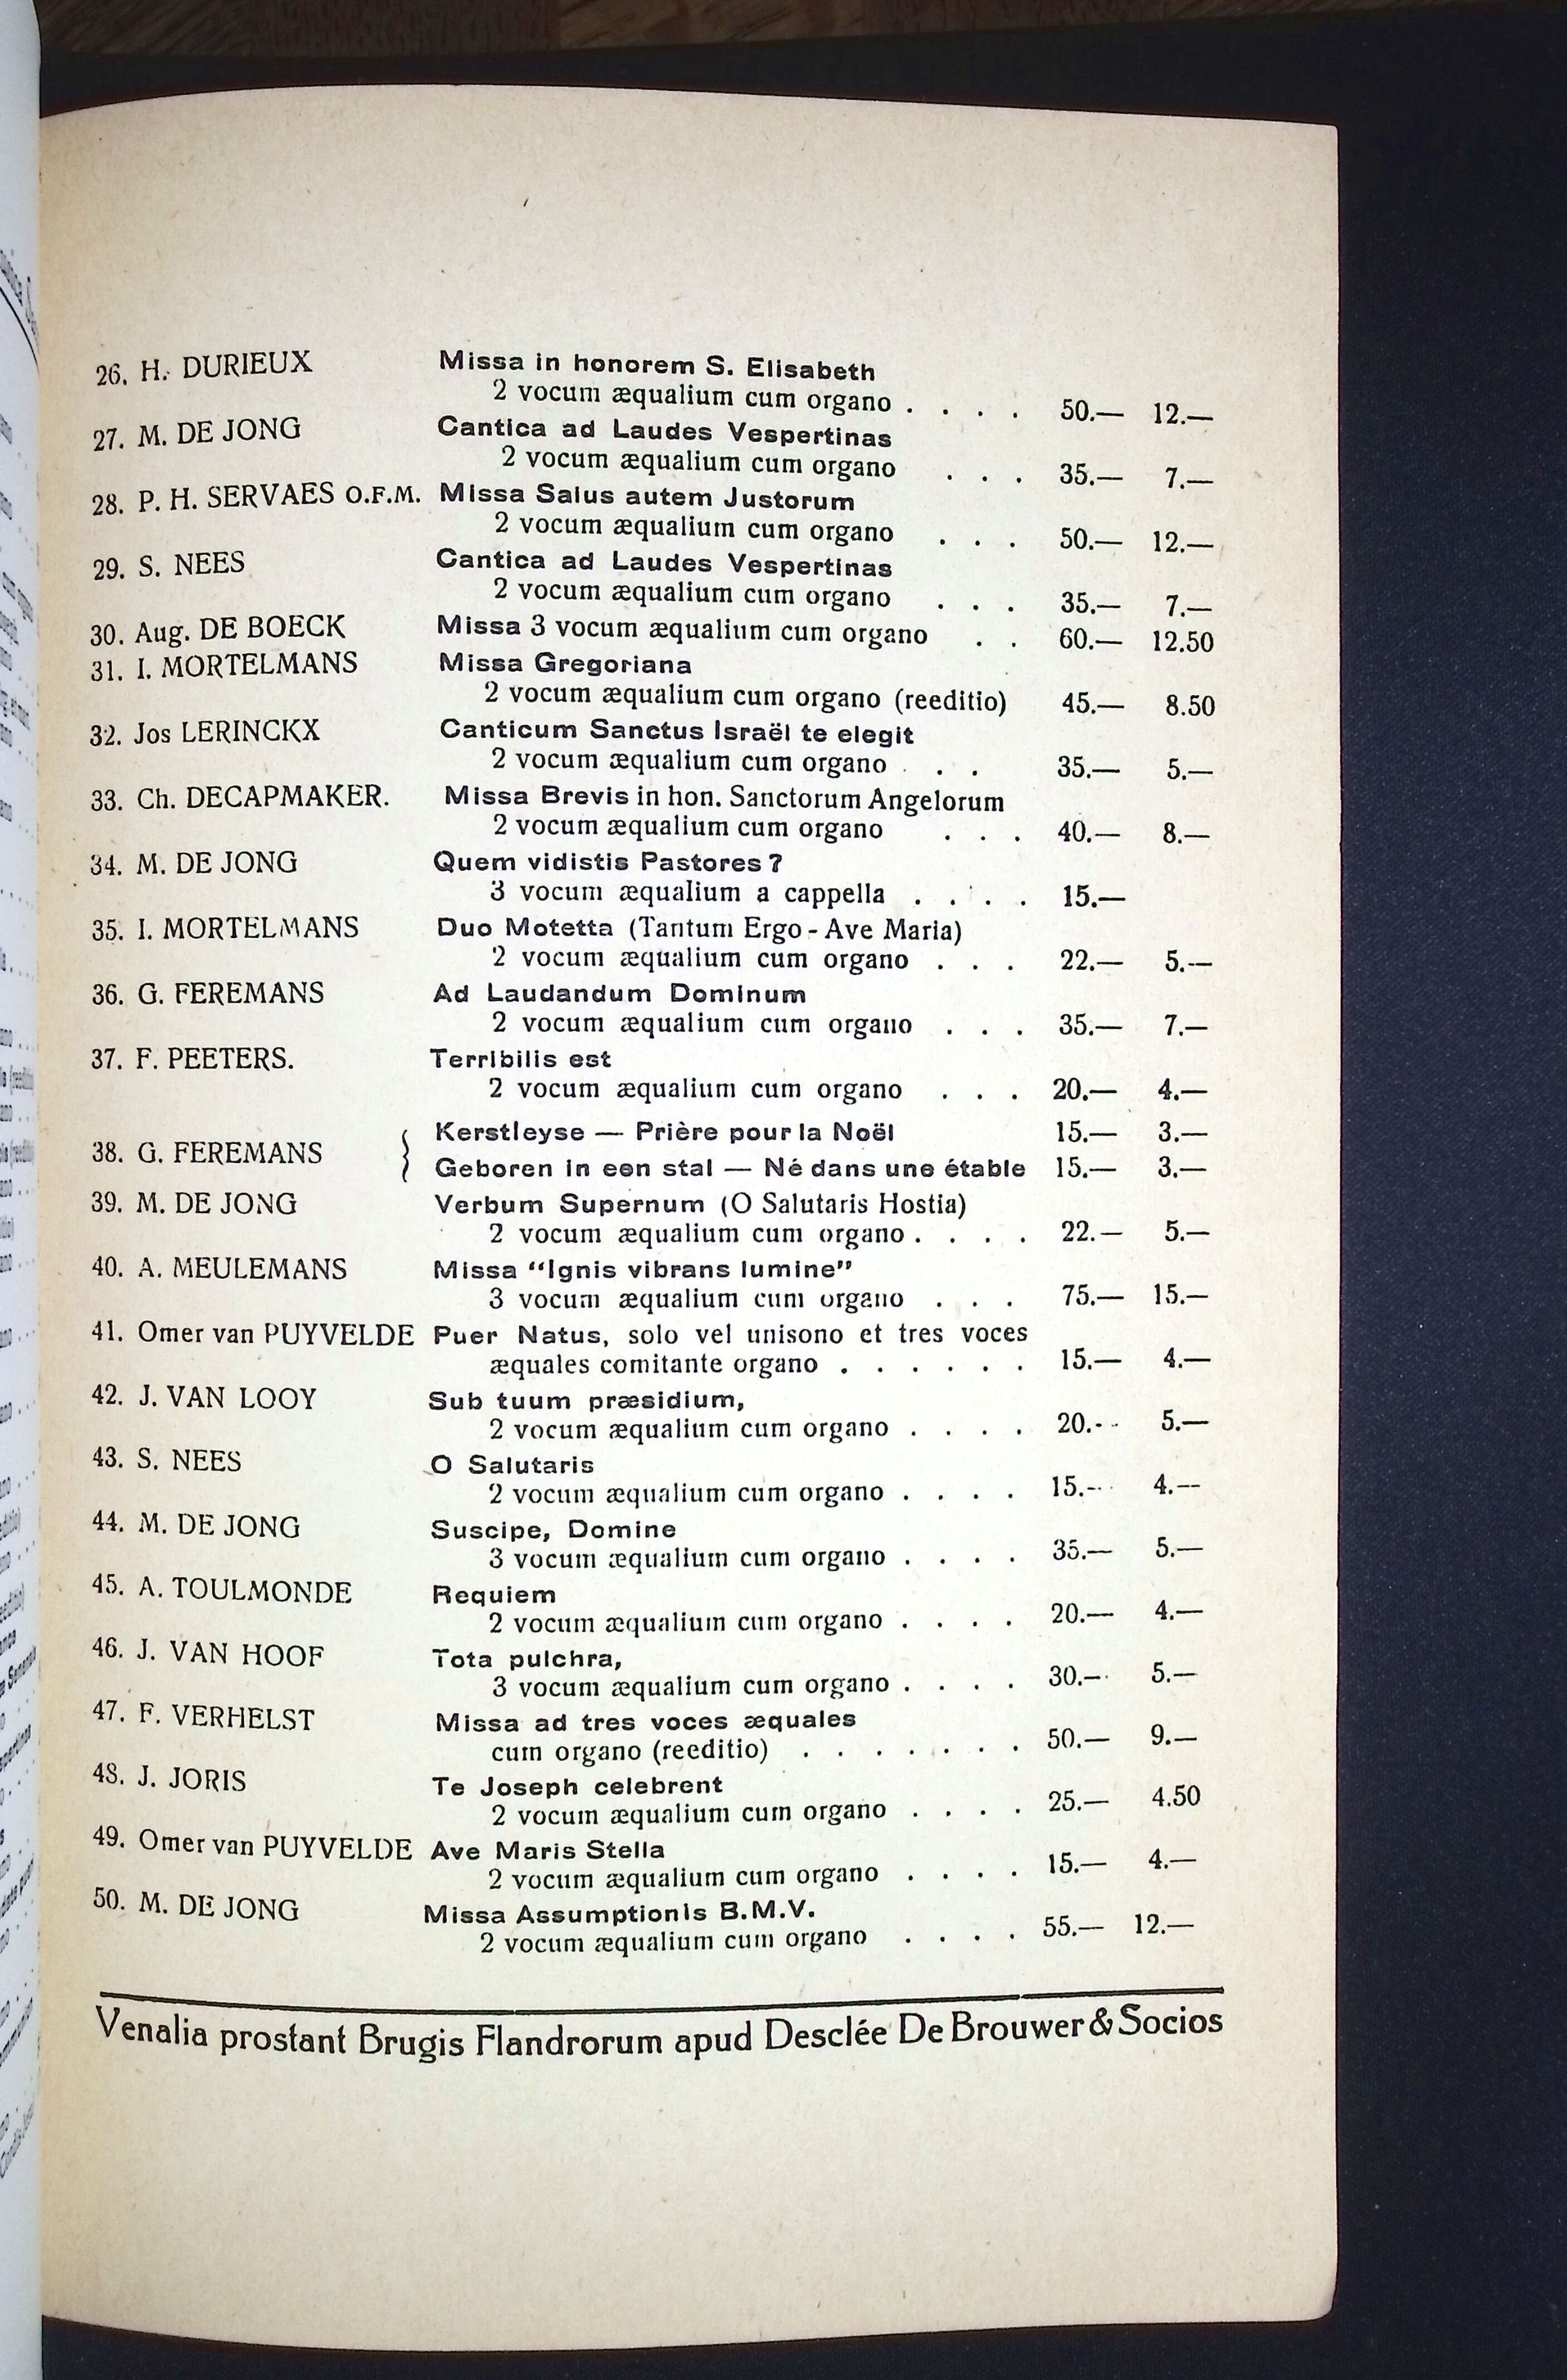 26. H. DURIEUX Missa in honorem S. Elisabeth
2 vocum æqualium cum organo . . . . 50.— 12.—
27. M. DE JONG Cantica ad Laudes Vespertinas
2 vocum æqualium cum organo . . . 35.— 7.—
28. P. H. SERVAES O.F.M. Missa Salus autem Justorum
2 vocum æqualium cum organo . . . 50.— 12.—
29. S. NEES Cantica ad Laudes Vespertinas
2 vocum æqualium cum organo . . . 35.— 7.—
30. Aug. DE BOECK Missa 3 vocum æqualium cum organo . . 60.— 12.50
31. I. MORTELMANS Missa Gregoriana
2 vocum æqualium cum organo (reeditio) 45.— 8.50
32. Jos LERINCKX Canticum Sanctus Israël te elegit
2 vocum æqualium cum organo . . . 35.— 5.—
33. Ch. DECAPMAKER. Missa Brevis in hon. Sanctorum Angelorum
2 vocum æqualium cum organo . . . 40.— 8.—
34. M. DE JONG Quem vidistis Pastores ?
3 vocum æqualium a cappella . . . . 15.—
35. I. MORTELMANS Duo Motetta (Tantum Ergo - Ave Maria)
2 vocum æqualium cum organo . . . 22.— 5.—
36. G. FEREMANS Ad Laudandum Dominum
2 vocum æqualium cum organo . . . 35.— 7.—
37. F. PEETERS. Terribilis est
2 vocum æqualium cum organo . . . 20.— 4.—
38. G. FEREMANS { Kerstleyse — Prière pour la Noël 15.— 3.—
Geboren in een stal — Né dans une étable 15.— 3.—
39. M. DE JONG Verbum Supernum (O Salutaris Hostia)
2 vocum æqualium cum organo . . . . 22.— 5.—
40. A. MEULEMANS Missa “Ignis vibrans lumine”
3 vocum æqualium cum organo . . . 75.— 15.—
41. Omer van PUYVELDE Puer Natus, solo vel unisono et tres voces
æquales comitante organo . . . . . . 15.— 4.—
42. J. VAN LOOY Sub tuum præsidium,
2 vocum æqualium cum organo . . . . 20.— 5.—
43. S. NEES O Salutaris
2 vocum æqualium cum organo . . . . 15.— 4.—
44. M. DE JONG Suscipe, Domine
3 vocum æqualium cum organo . . . . 35.— 5.—
45. A. TOULMONDE Requiem
2 vocum æqualium cum organo . . . . 20.— 4.—
46. J. VAN HOOF Tota pulchra,
3 vocum æqualium cum organo . . . . 30.— 5.—
47. F. VERHELST Missa ad tres voces æquales
cum organo (reeditio) . . . . . . . 50.— 9.—
48. J. JORIS Te Joseph celebrent
2 vocum æqualium cum organo . . . . 25.— 4.50
49. Omer van PUYVELDE Ave Maris Stella
2 vocum æqualium cum organo . . . . 15.— 4.—
50. M. DE JONG Missa Assumptionis B.M.V.
2 vocum æqualium cum organo . . . . 55.— 12.—
Venalia prostant Brugis Flandrorum apud Desclée De Brouwer & Socios